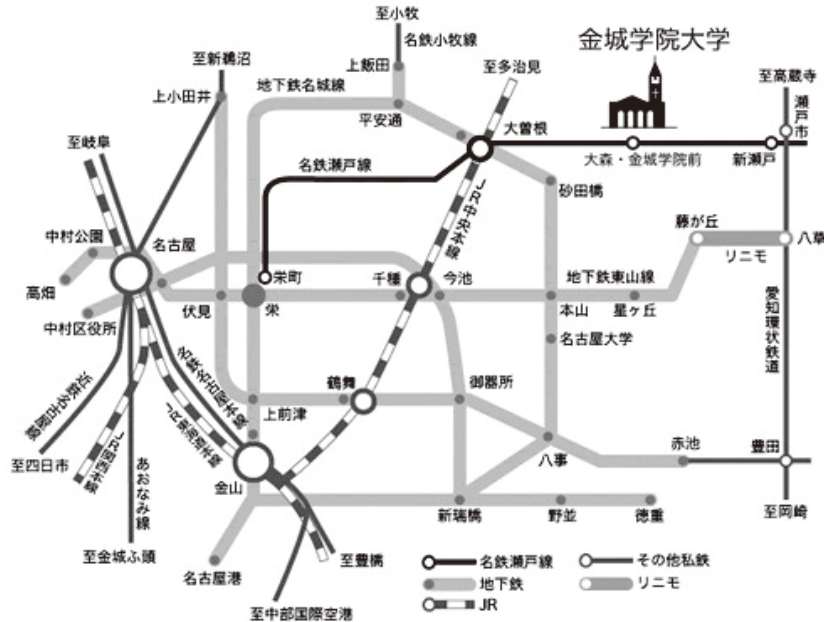 至小牧
名鉄小牧線
金城学院大学
至新鵜沼
上飯田
至多治見
至高蔵寺
上小田井
地下鉄名城線
平安通
大曽根
瀬戸市
至岐阜
名鉄瀬戸線
大森・金城学院前
新瀬戸
JR中央本線
砂田橋
中村公園
名古屋
藤が丘
リニモ
八草
高畑
栄町
千種
今池
地下鉄東山線
中村区役所
伏見
栄
本山
星ヶ丘
愛知環状鉄道
名古屋大学
近鉄名古屋線
名鉄名古屋本線
JR東海道本線
鶴舞
御器所
上前津
JR関西本線
至四日市
あおなみ線
八事
赤池
豊田
金山
新瑞橋
野並
徳重
至岡崎
至金城ふ頭
名古屋港
至豊橋
至中部国際空港
名鉄瀬戸線
その他私鉄
地下鉄
リニモ
JR